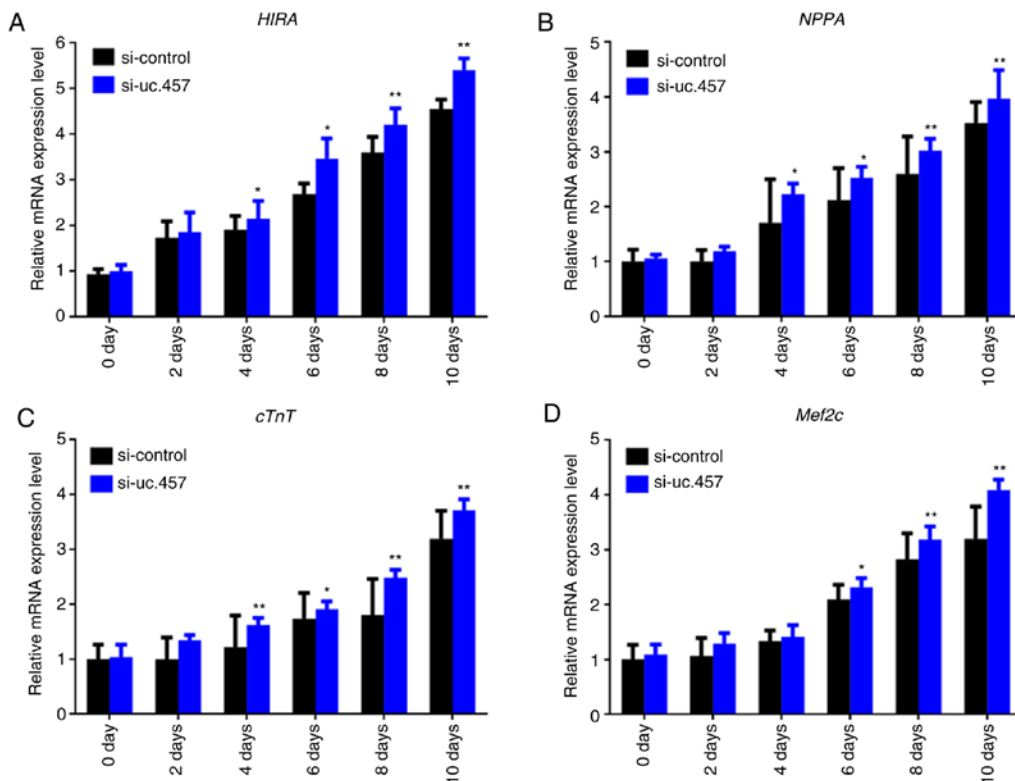 A
HIRA
Relative mRNA expression level
6
5
4
3
2
1
0
si-control
si-uc.457
*
*
**
**
0 day
2 days
4 days
6 days
8 days
10 days
B
NPPA
Relative mRNA expression level
5
4
3
2
1
0
si-control
si-uc.457
*
*
**
**
0 day
2 days
4 days
6 days
8 days
10 days
C
cTnT
Relative mRNA expression level
5
4
3
2
1
0
si-control
si-uc.457
**
*
**
**
0 day
2 days
4 days
6 days
8 days
10 days
D
Mef2c
Relative mRNA expression level
5
4
3
2
1
0
si-control
si-uc.457
*
**
**
0 day
2 days
4 days
6 days
8 days
10 days